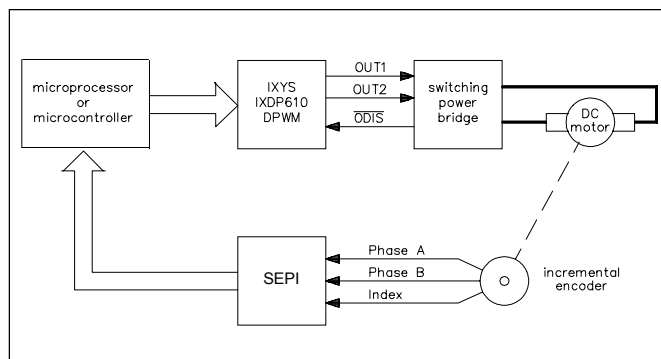 microprocessor
or
microcontroller
IXYS
IXDP610
DPWM
OUT1
OUT2
ODIS
switching
power
bridge
DC
motor
SEPI
Phase A
Phase B
Index
incremental
encoder